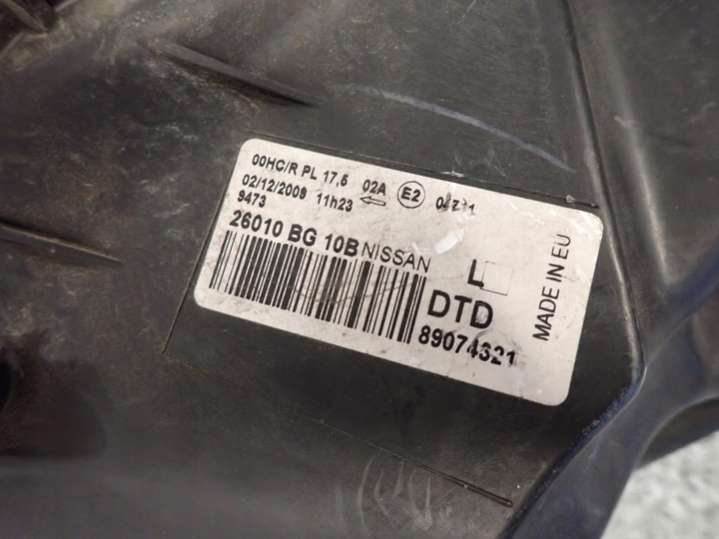 00HC/R PL 17,5 02A E2
02/12/2008 11h23
9473
26010 BG 10B NISSAN
L
DTD
89074321
MADE IN EU